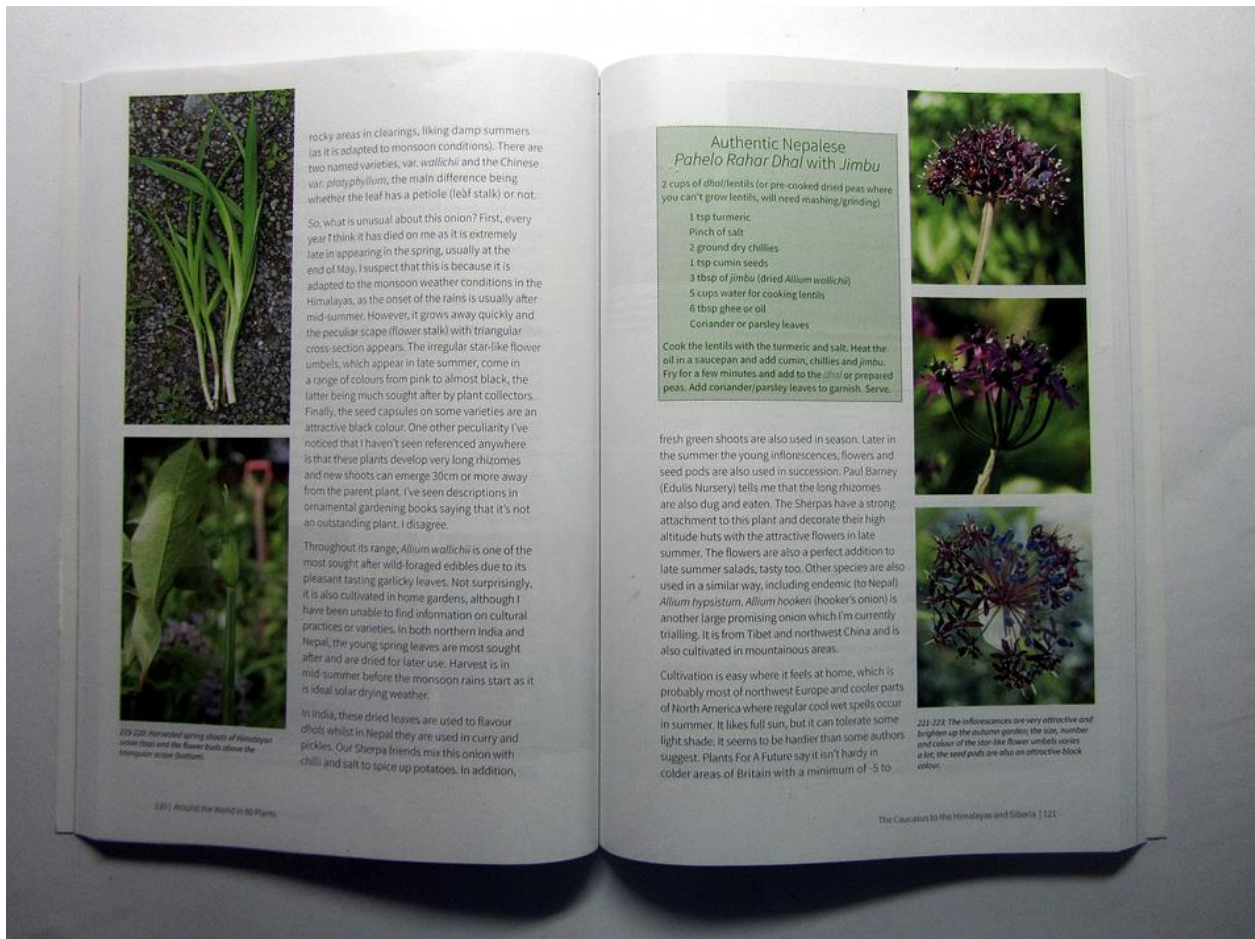 rocky areas in clearings, liking damp summers
(as it is adapted to monsoon conditions). There are
two named varieties, var. wallichii and the Chinese
var. platyphyllum, the main difference being
whether the leaf has a petiole (leaf stalk) or not.
So, what is unusual about this onion? First, every
year I think it has died on me as it is extremely
late in appearing in the spring, usually at the
end of May. I suspect that this is because it is
adapted to the monsoon weather conditions in the
Himalayas, as the onset of the rains is usually after
mid-summer. However, it grows away quickly and
the peculiar scape (flower stalk) with triangular
cross-section appears. The irregular star-like flower
umbels, which appear in late summer, come in
a range of colours from pink to almost black, the
latter being much sought after by plant collectors.
Finally, the seed capsules on some varieties are an
attractive black colour. One other peculiarity I've
noticed that I haven't seen referenced anywhere
is that these plants develop very long rhizomes
and new shoots can emerge 30cm or more away
from the parent plant. I've seen descriptions in
ornamental gardening books saying that it's not
an outstanding plant. I disagree.
Throughout its range, Allium wallichii is one of the
most sought after wild-foraged edibles due to its
pleasant tasting garlicky leaves. Not surprisingly,
it is also cultivated in home gardens, although I
have been unable to find information on cultural
practices or varieties. In both northern India and
Nepal, the young spring leaves are most sought
after and are dried for later use. Harvest is in
mid-summer before the monsoon rains start as it
is ideal solar drying weather.
In India, these dried leaves are used to flavour
dhals whilst in Nepal they are used in curry and
pickles. Our Sherpa friends mix this onion with
chilli and salt to spice up potatoes. In addition,
219-220: Harvested spring shoots of Himalayan
onion (top) and the flower buds above the
triangular scape (bottom).
120 | Around the World in 80 Plants
Authentic Nepalese
Pahelo Rahar Dhal with Jimbu
2 cups of dhal/lentils (or pre-cooked dried peas where
you can't grow lentils, will need mashing/grinding)
1 tsp turmeric
Pinch of salt
2 ground dry chillies
1 tsp cumin seeds
3 tbsp of jimbu (dried Allium wallichii)
5 cups water for cooking lentils
6 tbsp ghee or oil
Coriander or parsley leaves
Cook the lentils with the turmeric and salt. Heat the
oil in a saucepan and add cumin, chillies and jimbu.
Fry for a few minutes and add to the dhal or prepared
peas. Add coriander/parsley leaves to garnish. Serve.
fresh green shoots are also used in season. Later in
the summer the young inflorescences, flowers and
seed pods are also used in succession. Paul Barney
(Edulis Nursery) tells me that the long rhizomes
are also dug and eaten. The Sherpas have a strong
attachment to this plant and decorate their high
altitude huts with the attractive flowers in late
summer. The flowers are also a perfect addition to
late summer salads, tasty too. Other species are also
used in a similar way, including endemic (to Nepal)
Allium hypsistum. Allium hookeri (hooker's onion) is
another large promising onion which I'm currently
trialling. It is from Tibet and northwest China and is
also cultivated in mountainous areas.
Cultivation is easy where it feels at home, which is
probably most of northwest Europe and cooler parts
of North America where regular cool wet spells occur
in summer. It likes full sun, but it can tolerate some
light shade. It seems to be hardier than some authors
suggest. Plants For A Future say it isn't hardy in
colder areas of Britain with a minimum of -5 to
221-223: The inflorescences are very attractive and
brighten up the autumn garden; the size, number
and colour of the star-like flower umbels varies
a lot; the seed pods are also an attractive black
colour.
The Caucasus to the Himalayas and Siberia | 121